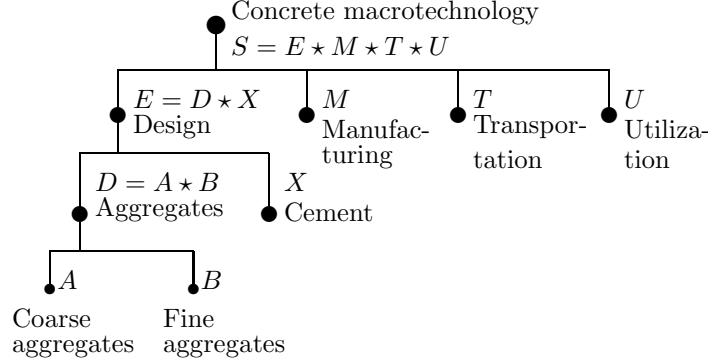 Concrete macrotechnology
S = E ⋆ M ⋆ T ⋆ U
E = D ⋆ X
Design
M
Manufac-
turing
T
Transpor-
tation
U
Utiliza-
tion
D = A ⋆ B
Aggregates
X
Cement
A
B
Coarse
aggregates
Fine
aggregates